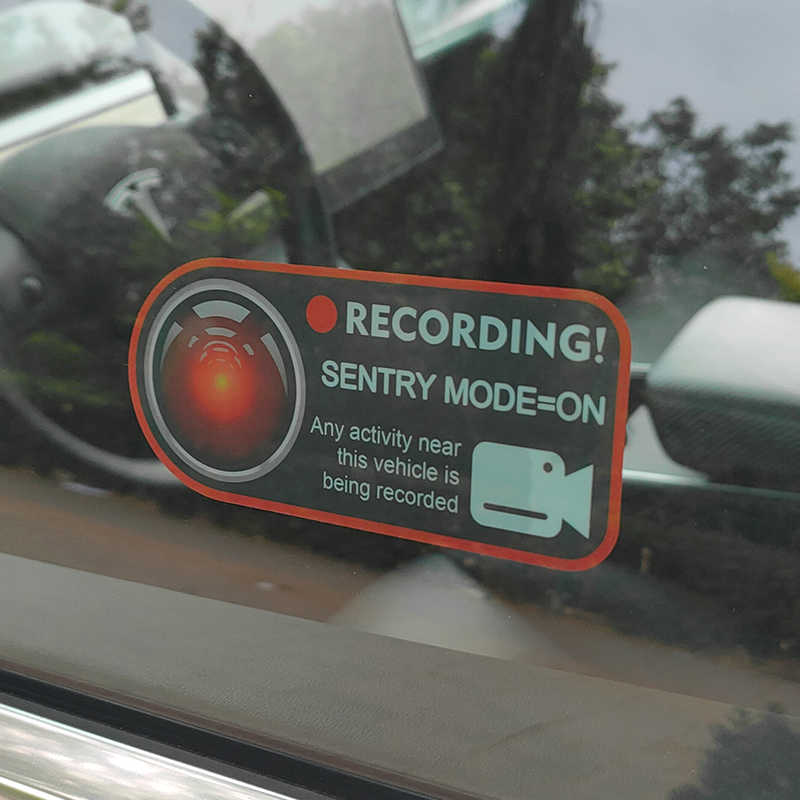 RECORDING!
SENTRY MODE=ON
Any activity near
this vehicle is
being recorded